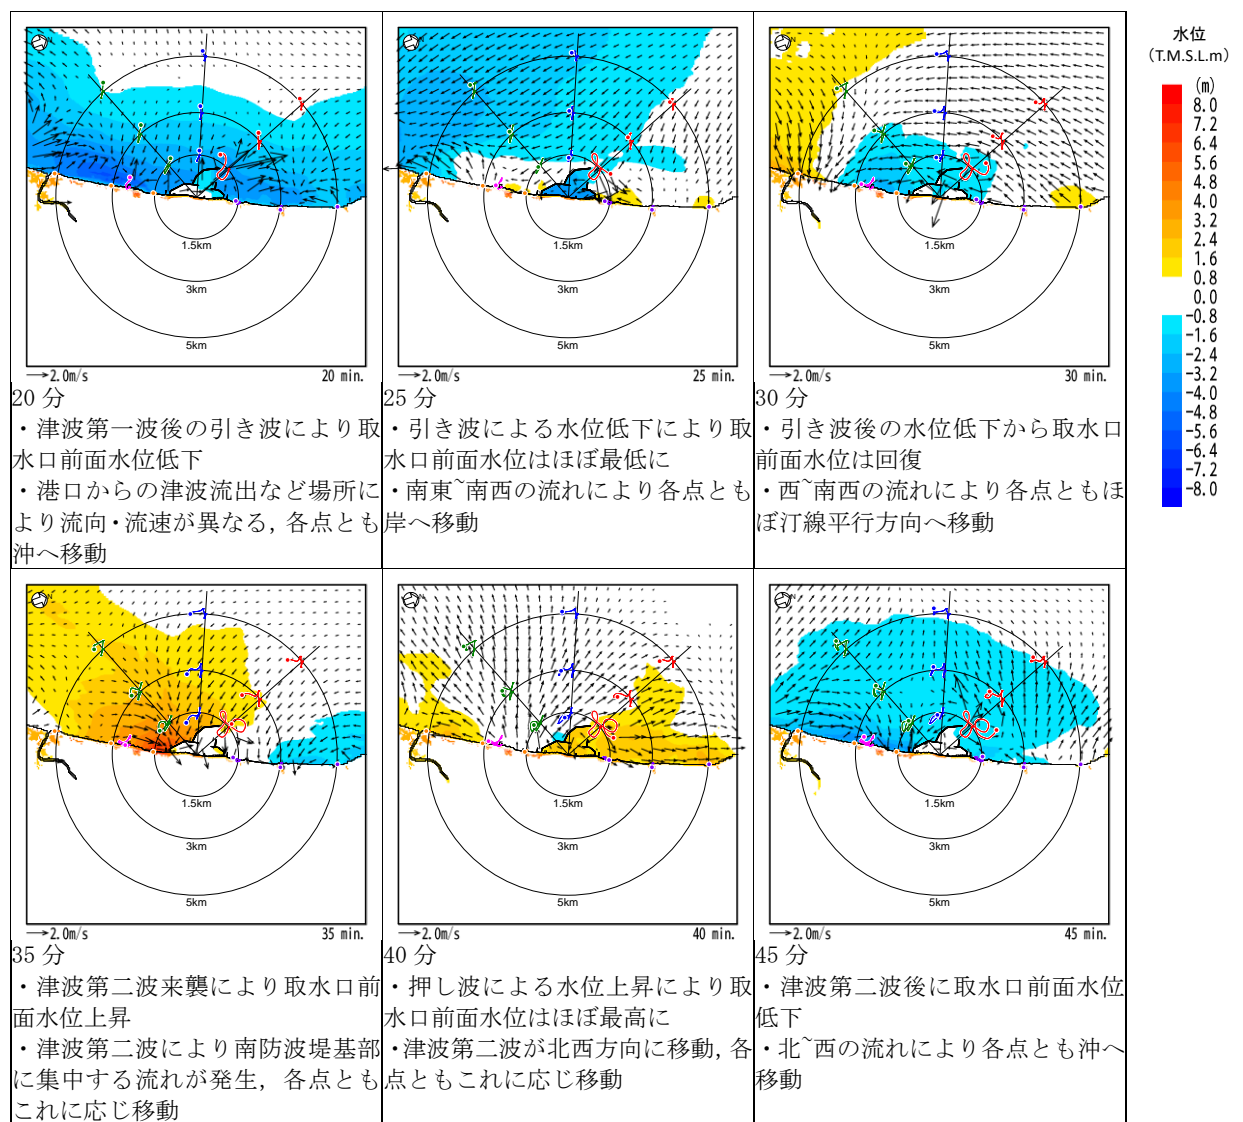 水位
(T.M.S.L.m)
(m)
8.0
7.2
6.4
5.6
4.8
4.0
3.2
2.4
1.6
0.8
0.0
-0.8
-1.6
-2.4
-3.2
-4.0
-4.8
-5.6
-6.4
-7.2
-8.0
N
1.5km
3km
5km
2.0m/s
20 min.
20 分
・津波第一波後の引き波により取
水口前面水位低下
・港口からの津波流出など場所に
より流向・流速が異なる, 各点とも
沖へ移動
N
1.5km
3km
5km
2.0m/s
25 min.
25 分
・引き波による水位低下により取
水口前面水位はほぼ最低に
・南東~南西の流れにより各点とも
岸へ移動
N
1.5km
3km
5km
2.0m/s
30 min.
30 分
・引き波後の水位低下から取水口
前面水位は回復
・西~南西の流れにより各点ともほ
ぼ汀線平行方向へ移動
N
1.5km
3km
5km
2.0m/s
35 min.
35 分
・津波第二波来襲により取水口前
面水位上昇
・津波第二波により南防波堤基部
に集中する流れが発生, 各点とも
これに応じ移動
N
1.5km
3km
5km
2.0m/s
40 min.
40 分
・押し波による水位上昇により取
水口前面水位はほぼ最高に
・津波第二波が北西方向に移動, 各
点ともこれに応じ移動
N
1.5km
3km
5km
2.0m/s
45 min.
45 分
・津波第二波後に取水口前面水位
低下
・北~西の流れにより各点とも沖へ
移動